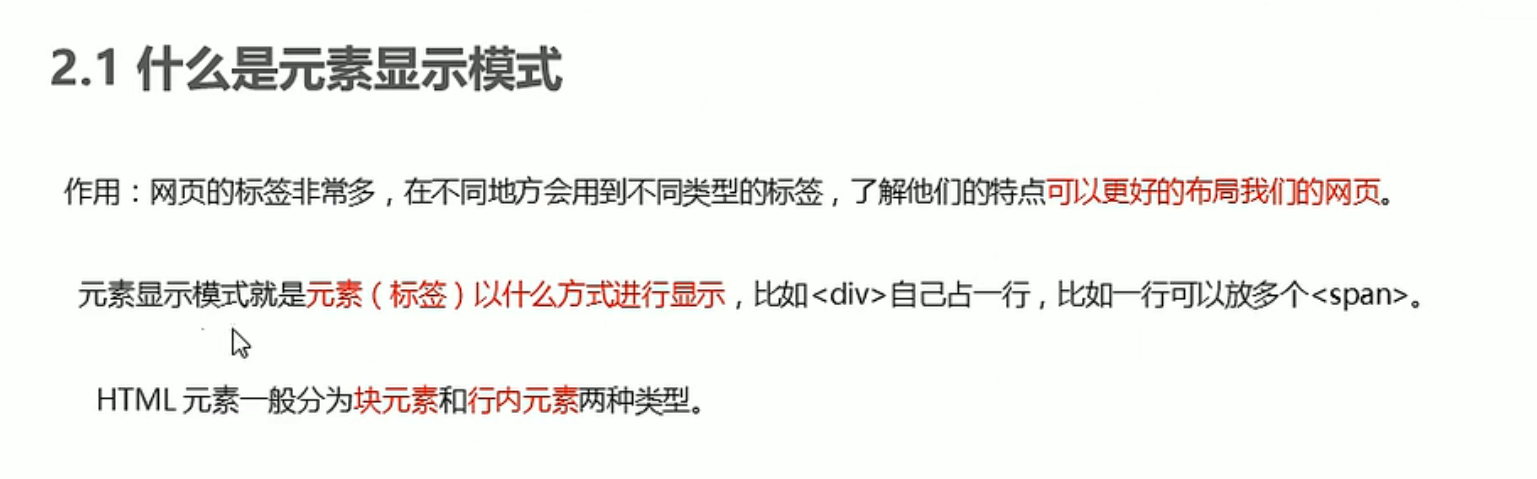 2.1 什么是元素显示模式
作用：网页的标签非常多，在不同地方会用到不同类型的标签，了解他们的特点可以更好的布局我们的网页。
元素显示模式就是元素（标签）以什么方式进行显示，比如<div>自己占一行，比如一行可以放多个<span>。
HTML 元素一般分为块元素和行内元素两种类型。